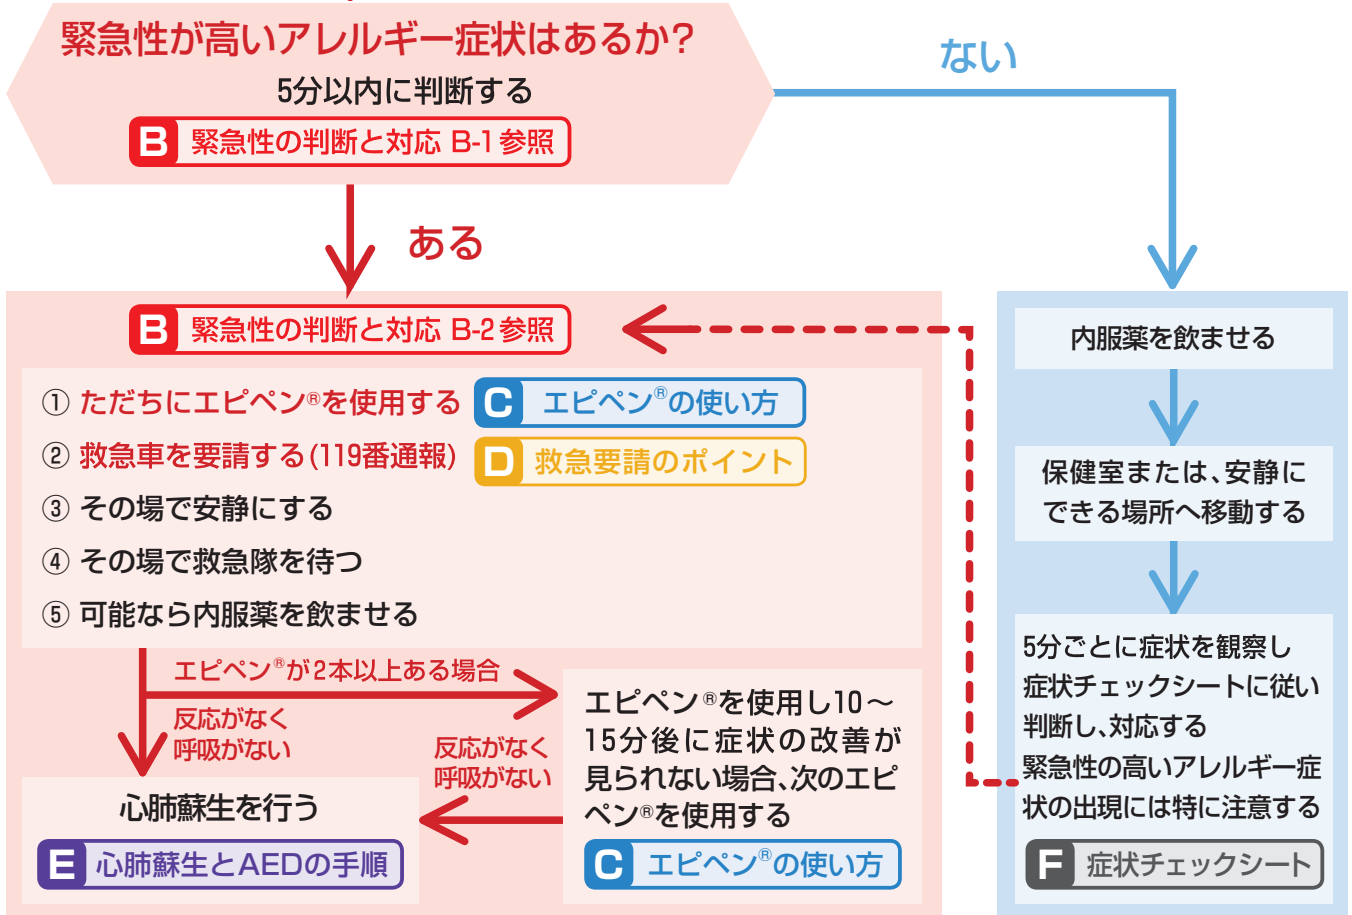 緊急性が高いアレルギー症状はあるか?
5分以内に判断する
B 緊急性の判断と対応 B-1参照
ない
ある
B 緊急性の判断と対応 B-2参照
① ただちにエピペン®を使用する C エピペン®の使い方
② 救急車を要請する(119番通報) D 救急要請のポイント
③ その場で安静にする
④ その場で救急隊を待つ
⑤ 可能なら内服薬を飲ませる
エピペン®が2本以上ある場合
反応がなく
呼吸がない
エピペン®を使用し10～
15分後に症状の改善が
見られない場合、次のエピ
ペン®を使用する
C エピペン®の使い方
反応がなく
呼吸がない
心肺蘇生を行う
E 心肺蘇生とAEDの手順
内服薬を飲ませる
保健室または、安静に
できる場所へ移動する
5分ごとに症状を観察し
症状チェックシートに従い
判断し、対応する
緊急性の高いアレルギー症
状の出現には特に注意する
F 症状チェックシート